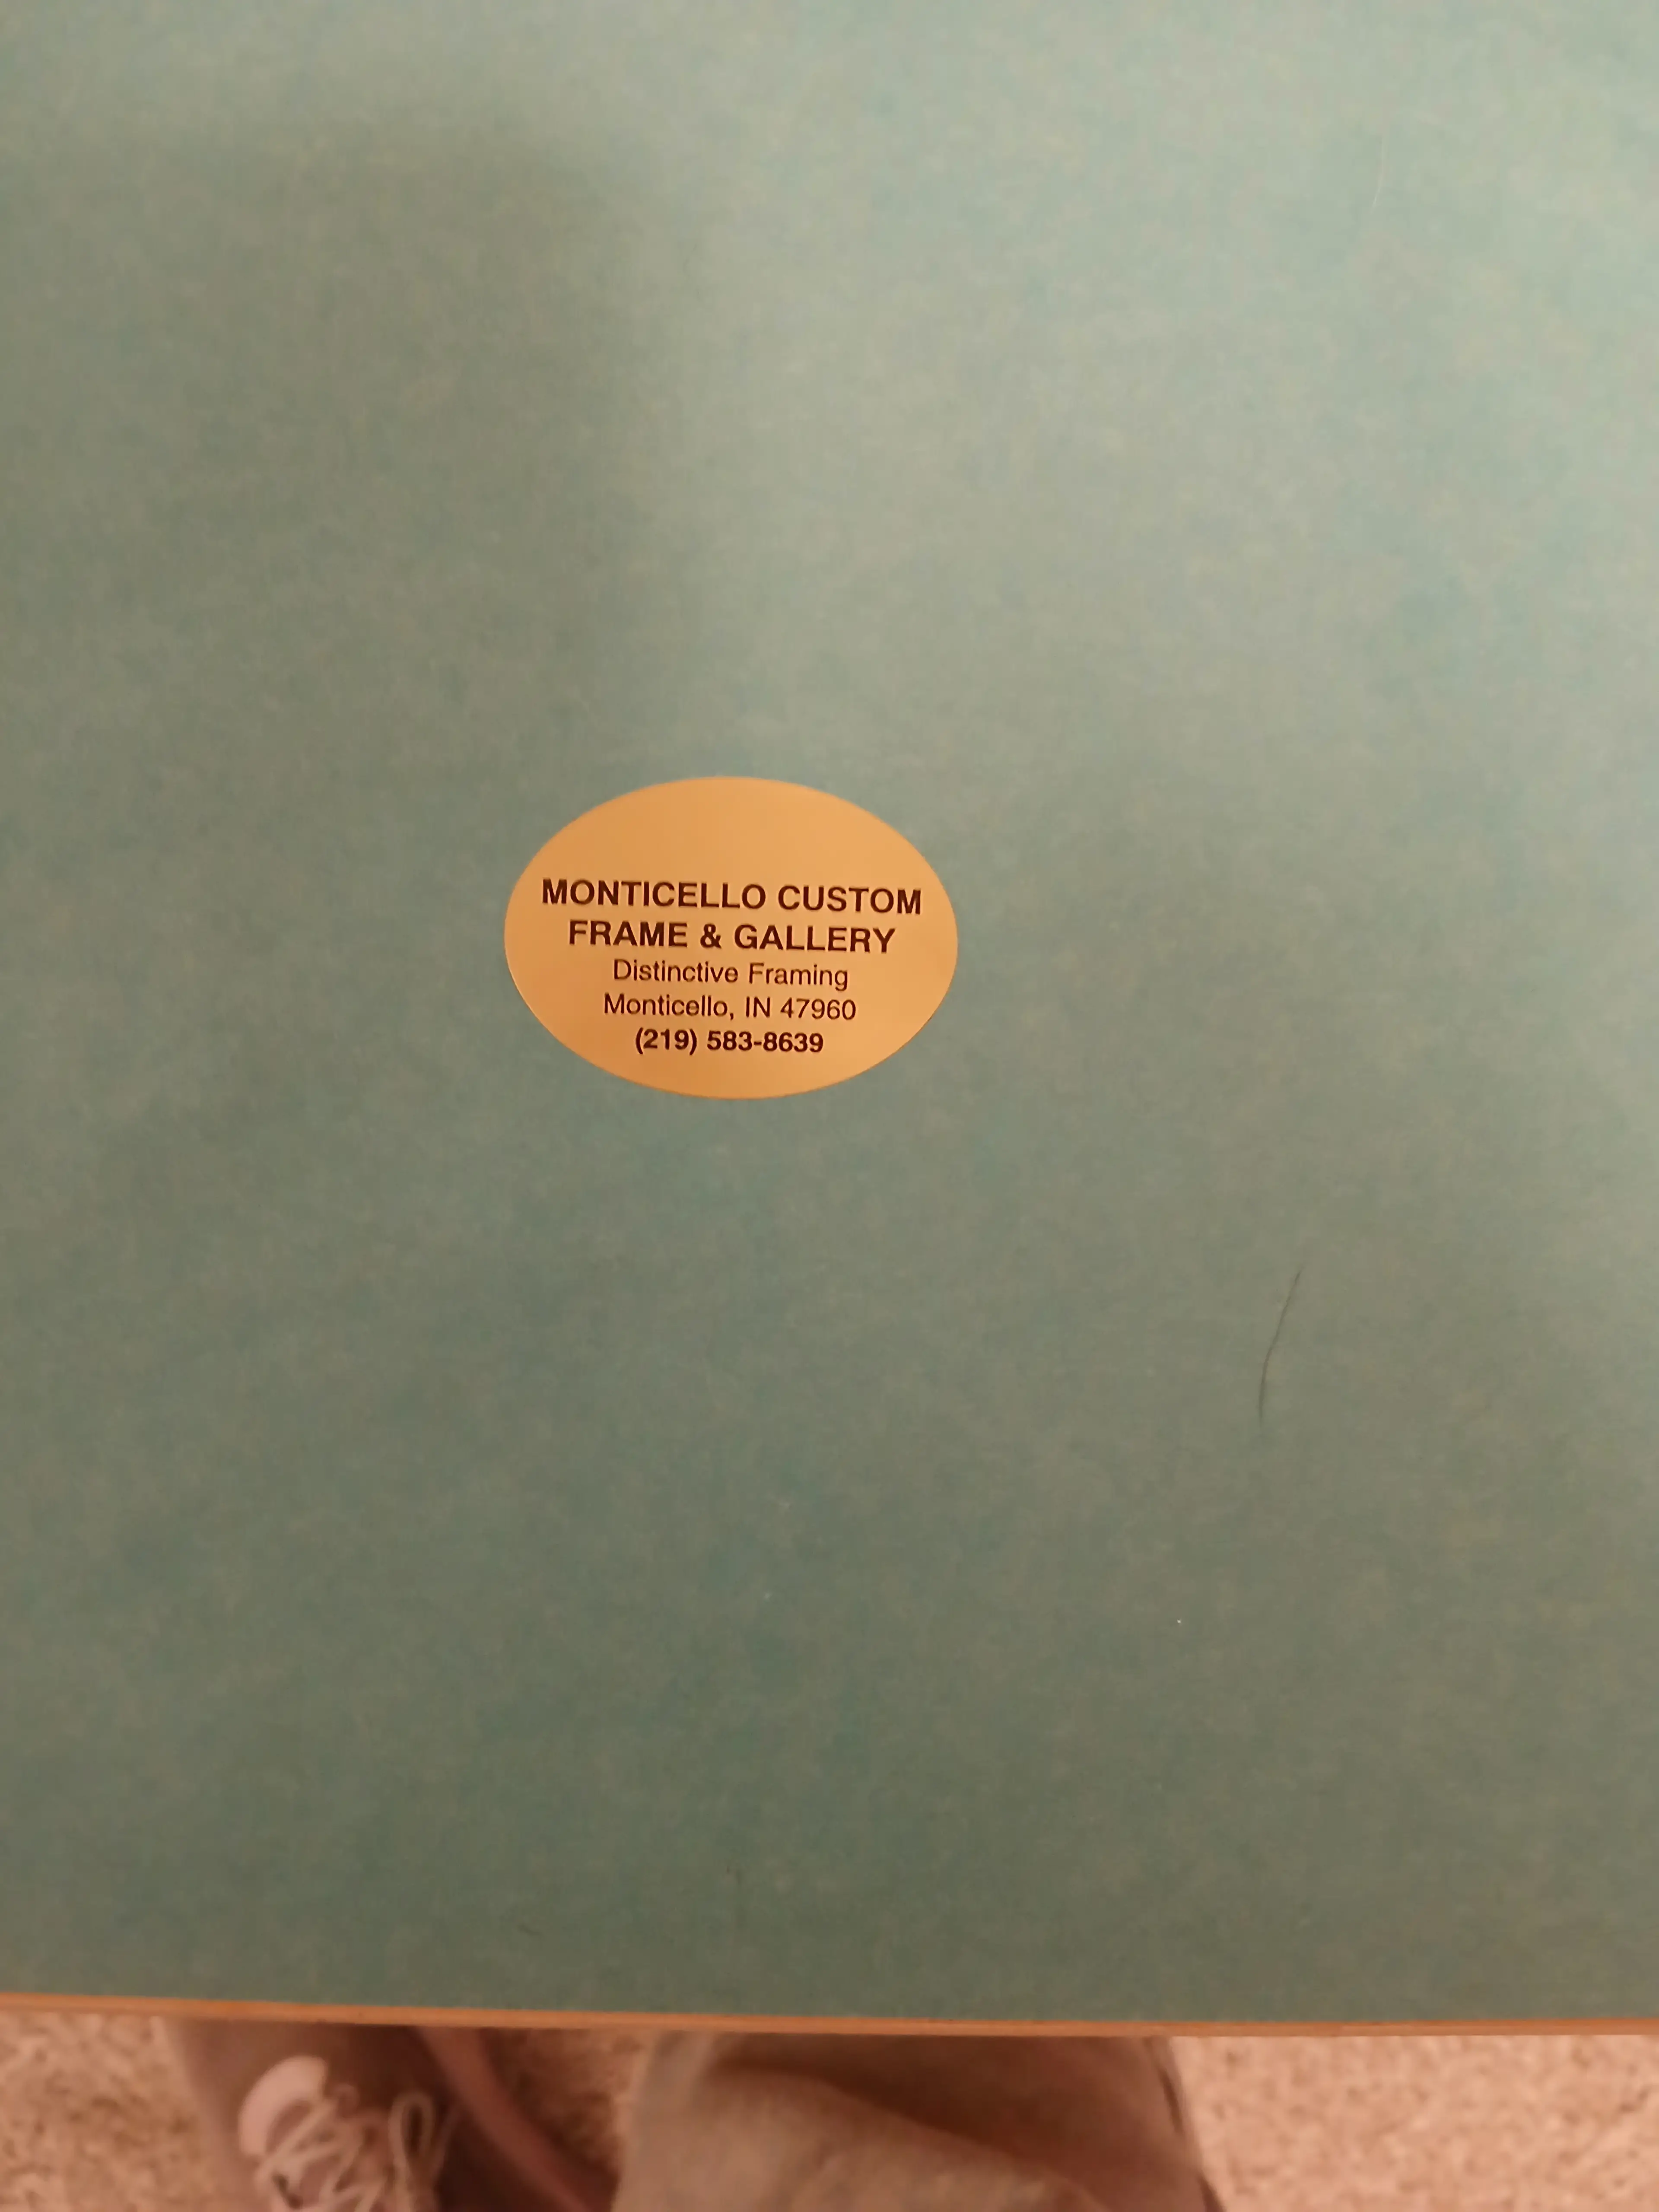 MONTICELLO CUSTOM
FRAME & GALLERY
Distinctive Framing
Monticello, IN 47960
(219) 583-8639